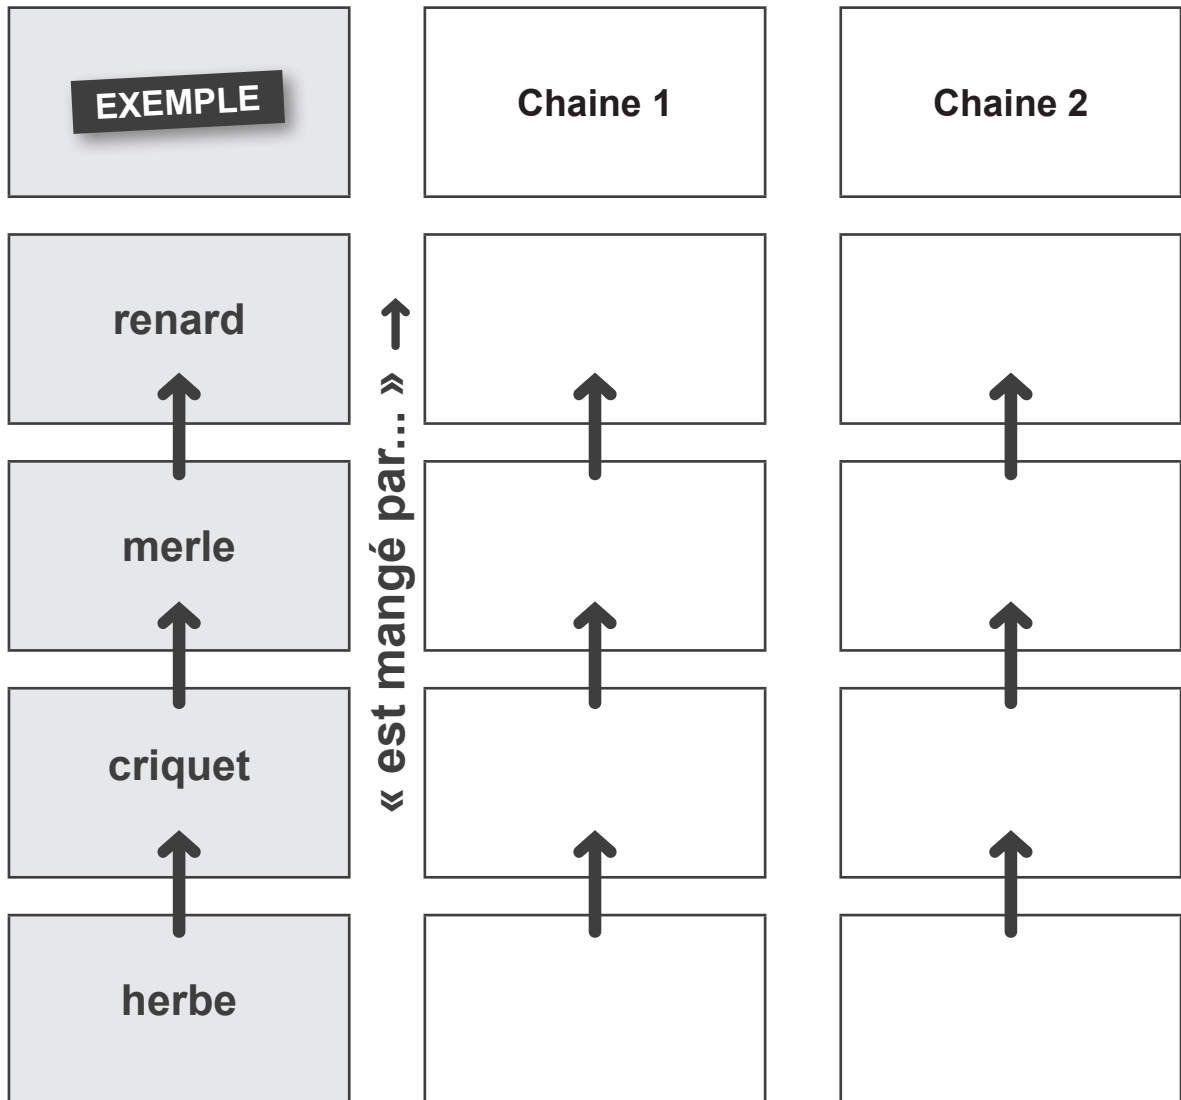 EXEMPLE
Chaine 1
Chaine 2
renard
merle
criquet
herbe
« est mangé par... »